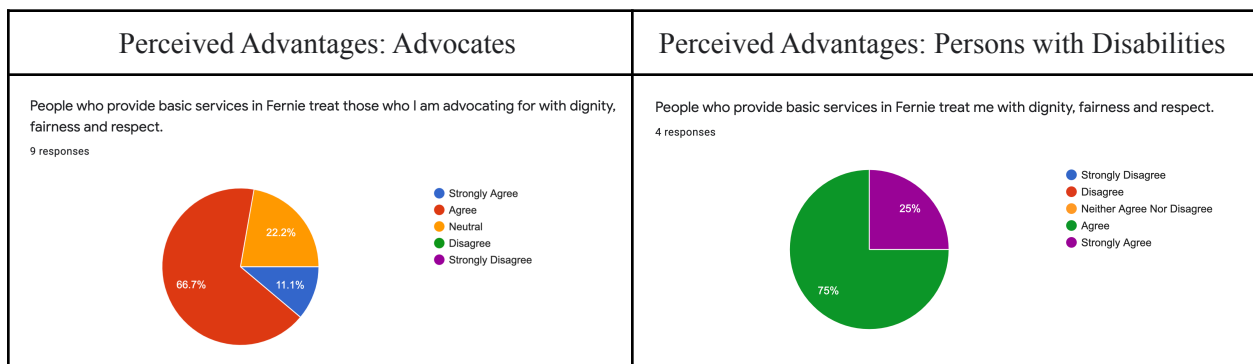 Perceived Advantages: Advocates
Perceived Advantages: Persons with Disabilities
People who provide basic services in Fernie treat those who I am advocating for with dignity,
fairness and respect.
9 responses
Strongly Agree
Agree
Neutral
Disagree
Strongly Disagree
22.2%
11.1%
66.7%
People who provide basic services in Fernie treat me with dignity, fairness and respect.
4 responses
Strongly Disagree
Disagree
Neither Agree Nor Disagree
Agree
Strongly Agree
25%
75%